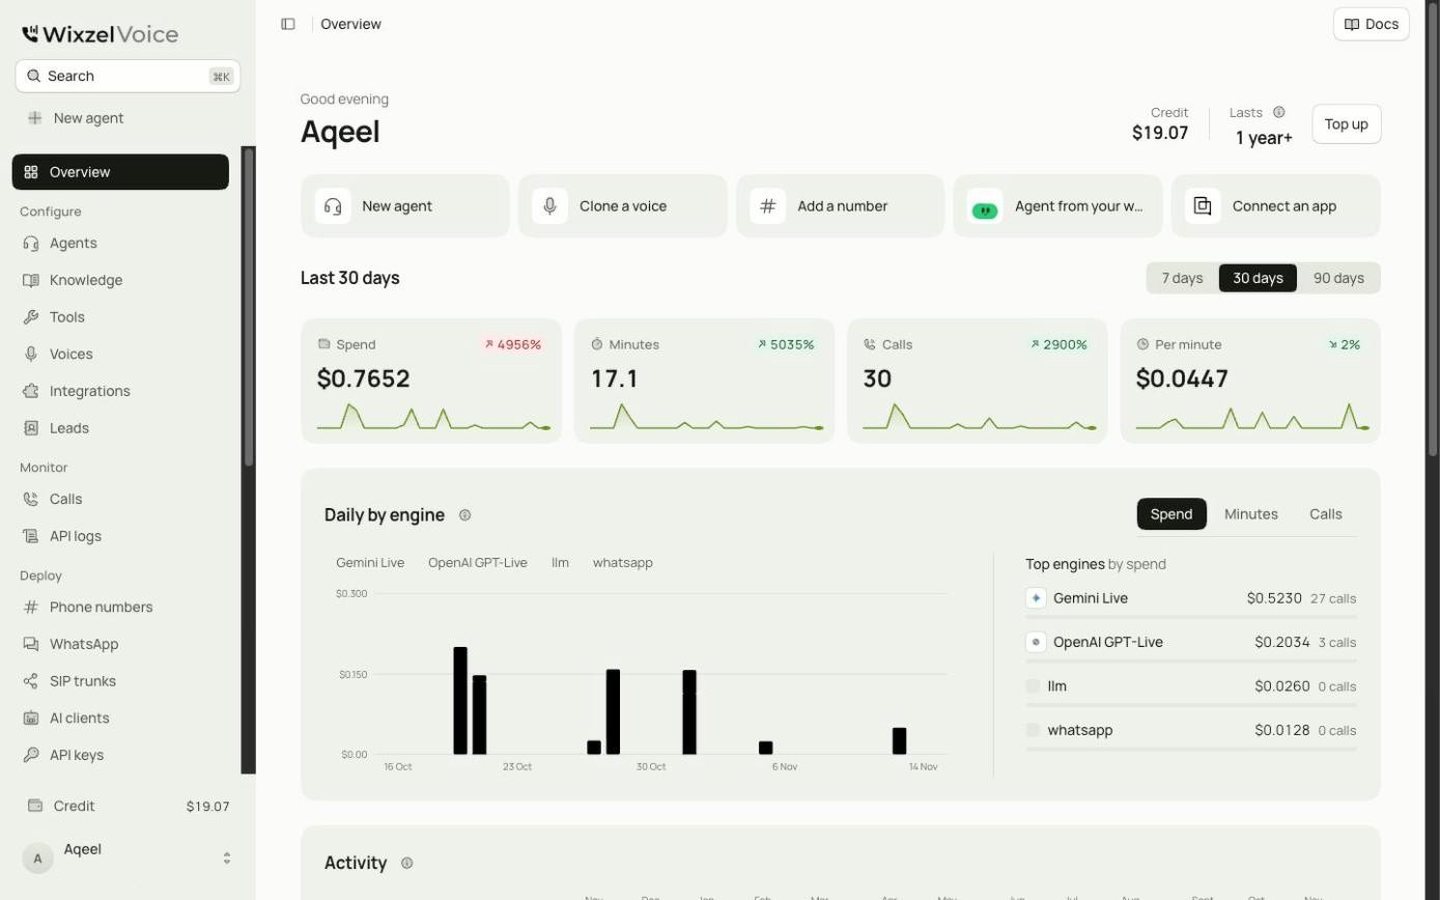 WixzelVoice
Search ⌘K
New agent
Overview
Configure
Agents
Knowledge
Tools
Voices
Integrations
Leads
Monitor
Calls
API logs
Deploy
Phone numbers
WhatsApp
SIP trunks
AI clients
API keys
Credit $19.07
A Aqeel
Overview
Docs
Good evening
Aqeel
Credit
$19.07
Lasts
1 year+
Top up
New agent
Clone a voice
Add a number
Agent from your w...
Connect an app
Last 30 days
7 days 30 days 90 days
Spend 4956%
$0.7652
Minutes 5035%
17.1
Calls 2900%
30
Per minute 2%
$0.0447
Daily by engine
Spend Minutes Calls
Gemini Live OpenAI GPT-Live llm whatsapp
$0.300
$0.150
$0.00
16 Oct 23 Oct 30 Oct 6 Nov 14 Nov
Top engines by spend
Gemini Live $0.5230 27 calls
OpenAI GPT-Live $0.2034 3 calls
llm $0.0260 0 calls
whatsapp $0.0128 0 calls
Activity